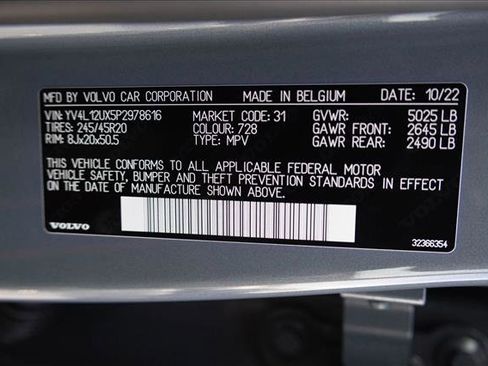 MFD BY VOLVO CAR CORPORATION MADE IN BELGIUM DATE: 10/22
VIN: YV4L12UX5P2978616 MARKET CODE: 31 GVWR: 5025 LB
TIRES: 245/45R20 COLOUR: 728 GAWR FRONT: 2645 LB
RIM: 8Jx20x50.5 TYPE: MPV GAWR REAR: 2490 LB
THIS VEHICLE CONFORMS TO ALL APPLICABLE FEDERAL MOTOR
VEHICLE SAFETY, BUMPER AND THEFT PREVENTION STANDARDS IN EFFECT
ON THE DATE OF MANUFACTURE SHOWN ABOVE.
VOLVO 32366354